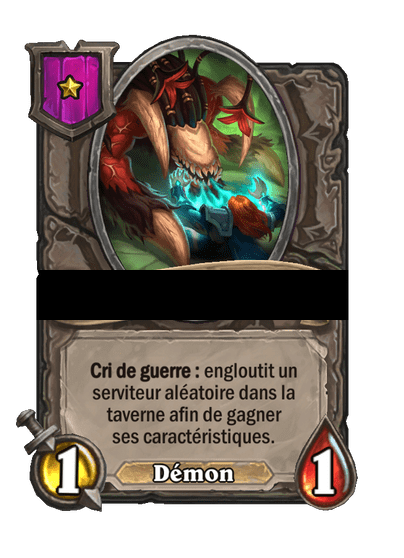 Cri de guerre : engloutit un
serviteur aléatoire dans la
taverne afin de gagner
ses caractéristiques.
1
Démon
1